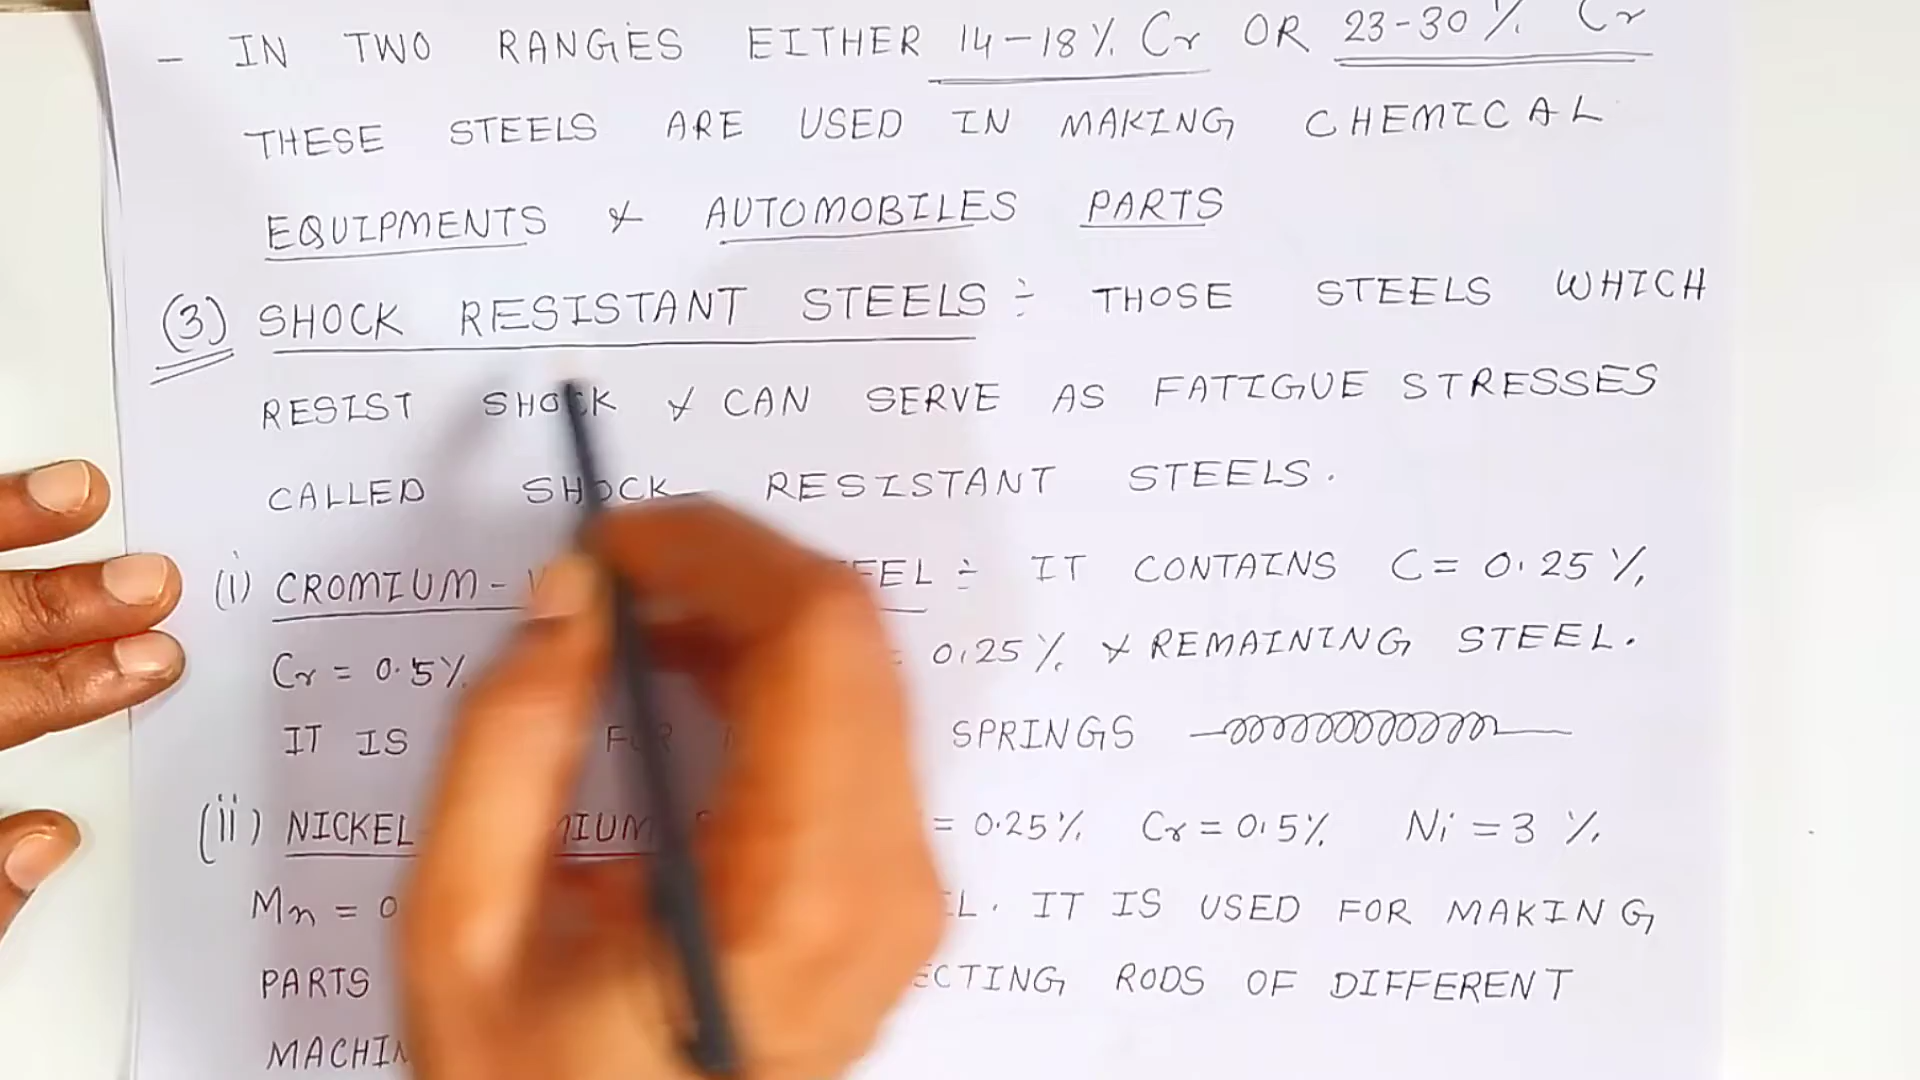 - IN TWO RANGES EITHER 14-18% Cr OR 23-30% Cr
THESE STEELS ARE USED IN MAKING CHEMICAL
EQUIPMENTS & AUTOMOBILES PARTS
(3) SHOCK RESISTANT STEELS ÷ THOSE STEELS WHICH
RESIST SHOCK & CAN SERVE AS FATIGUE STRESSES
CALLED SHOCK RESISTANT STEELS.
(i) CROMIUM- ÷ IT CONTAINS C = 0.25%,
Cr = 0.5% 0.25% & REMAINING STEEL.
IT IS FOR SPRINGS
(ii) NICKEL = 0.25% Cr = 0.5% Ni = 3%
Mn = IT IS USED FOR MAKING
PARTS RODS OF DIFFERENT